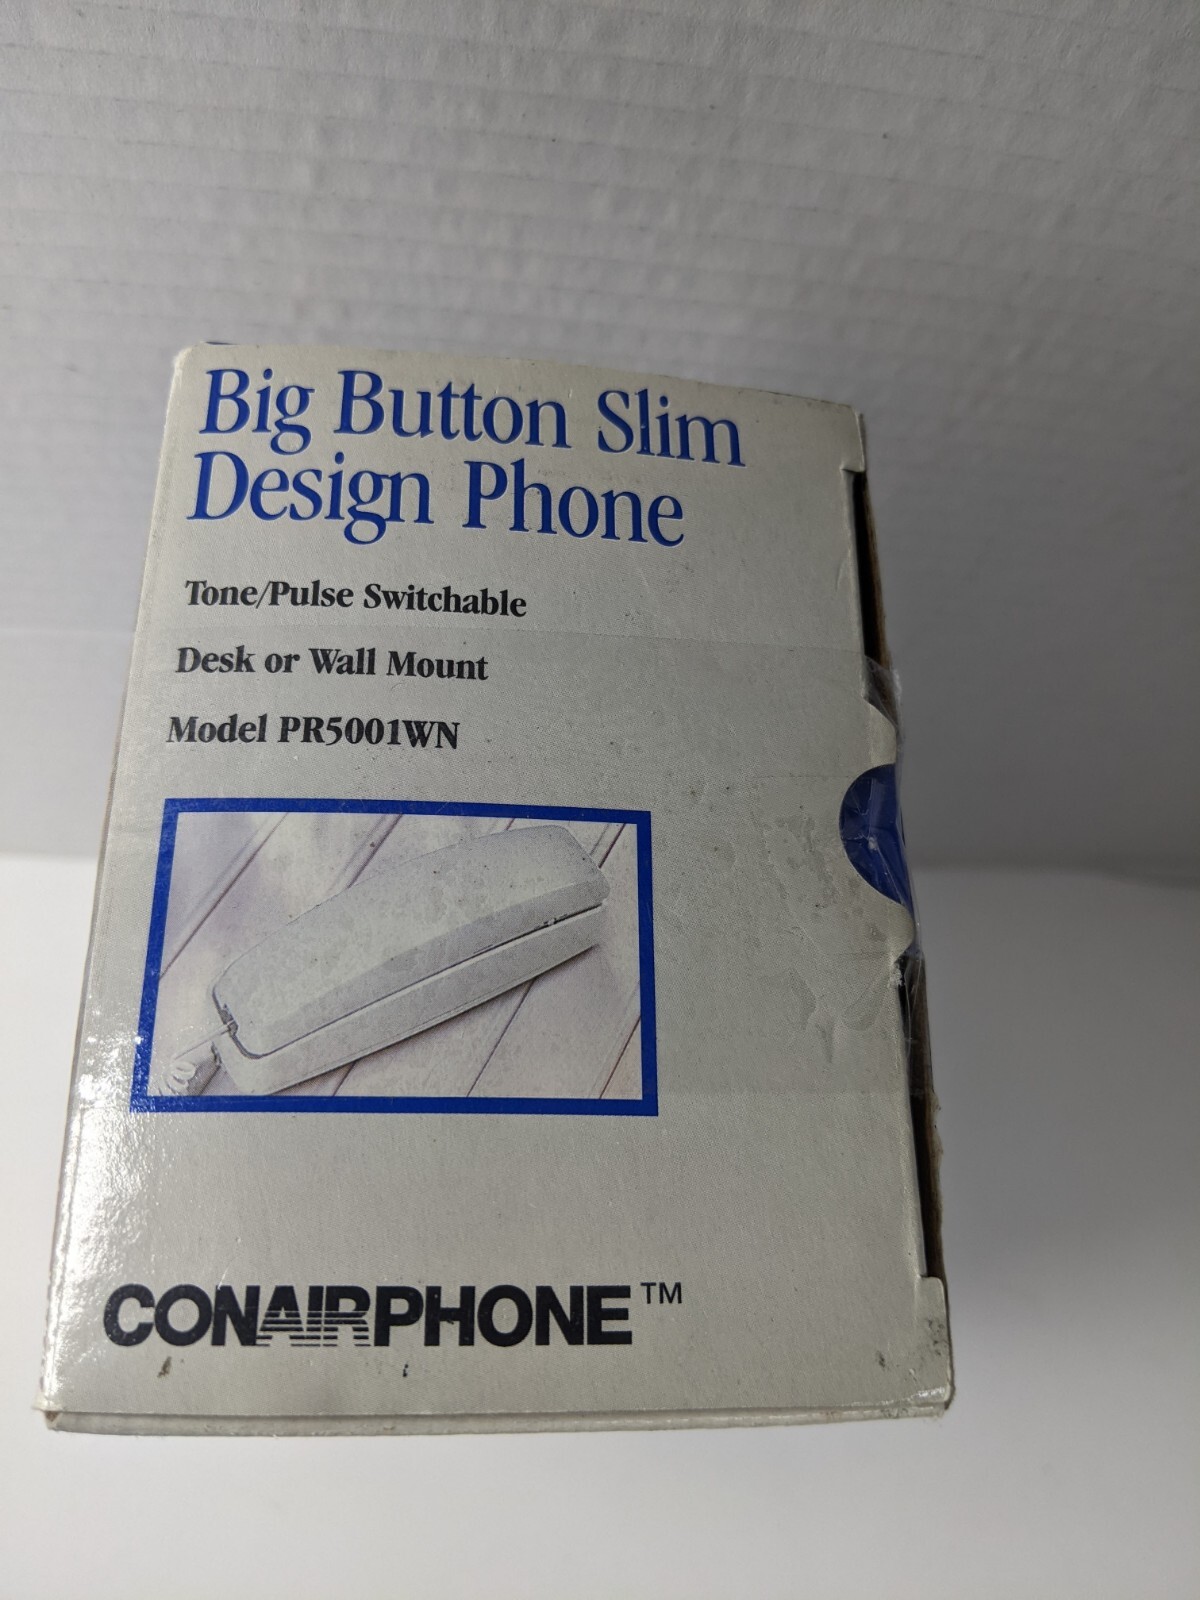 Big Button Slim
Design Phone
Tone/Pulse Switchable
Desk or Wall Mount
Model PR5001WN
CONAIRPHONE™